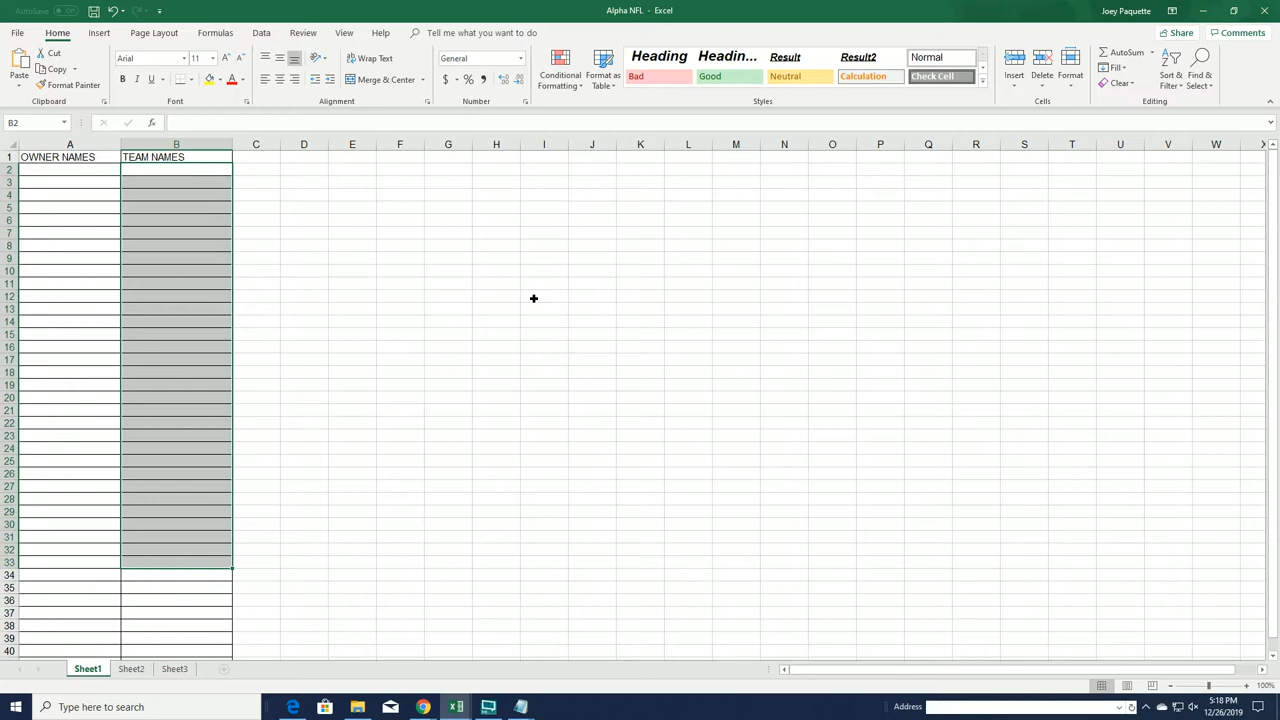 AutoSave Off Alpha NFL - Excel Joey Paquette
File Home Insert Page Layout Formulas Data Review View Help Tell me what you want to do Share Comments
Paste Cut Copy Format Painter Clipboard
Arial 11 B I U A A A Font
ab Wrap Text Merge & Center Alignment
General $ % , Number
Conditional Formatting Format as Table
Heading Headin... Result Result2 Normal
Bad Good Neutral Calculation Check Cell
Styles
Insert Delete Format Cells
AutoSum Fill Clear Sort & Filter Find & Select Editing
B2 fx
A B C D E F G H I J K L M N O P Q R S T U V W X
1 OWNER NAMES TEAM NAMES
2
3
4
5
6
7
8
9
10
11
12
13
14
15
16
17
18
19
20
21
22
23
24
25
26
27
28
29
30
31
32
33
34
35
36
37
38
39
40
Sheet1 Sheet2 Sheet3
100%
Type here to search Address 5:18 PM
12/26/2019